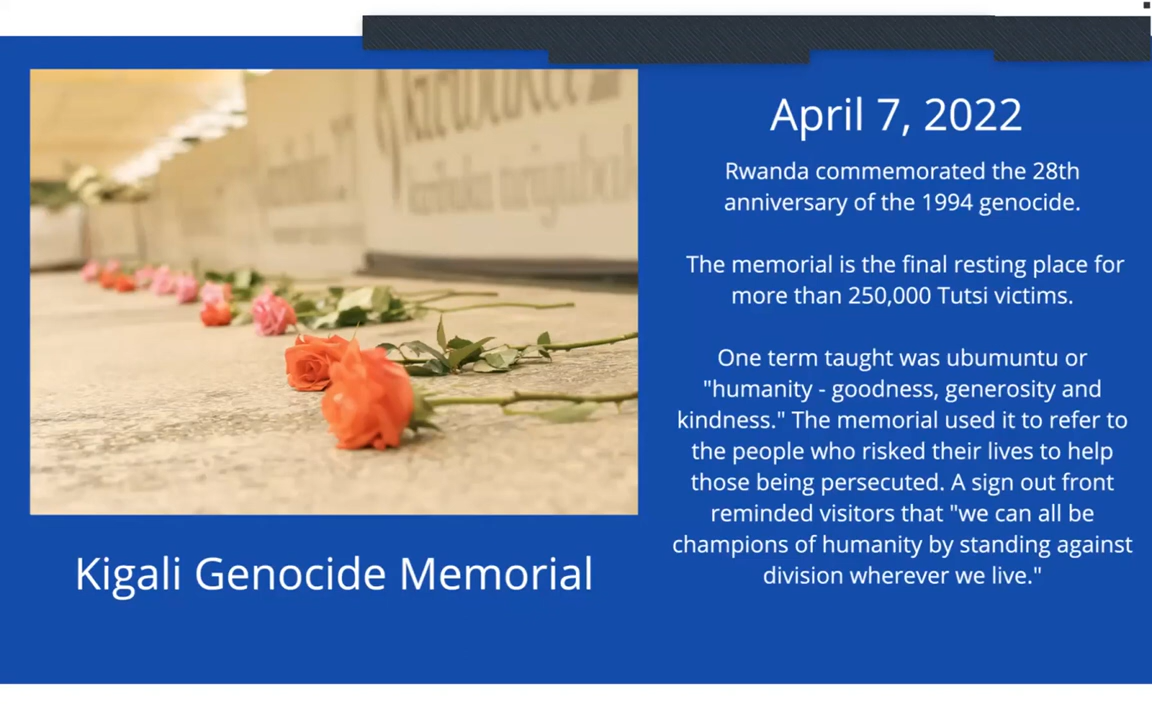 April 7, 2022
Rwanda commemorated the 28th
anniversary of the 1994 genocide.
The memorial is the final resting place for
more than 250,000 Tutsi victims.
One term taught was ubumuntu or
"humanity - goodness, generosity and
kindness." The memorial used it to refer to
the people who risked their lives to help
those being persecuted. A sign out front
reminded visitors that "we can all be
champions of humanity by standing against
division wherever we live."
Kigali Genocide Memorial